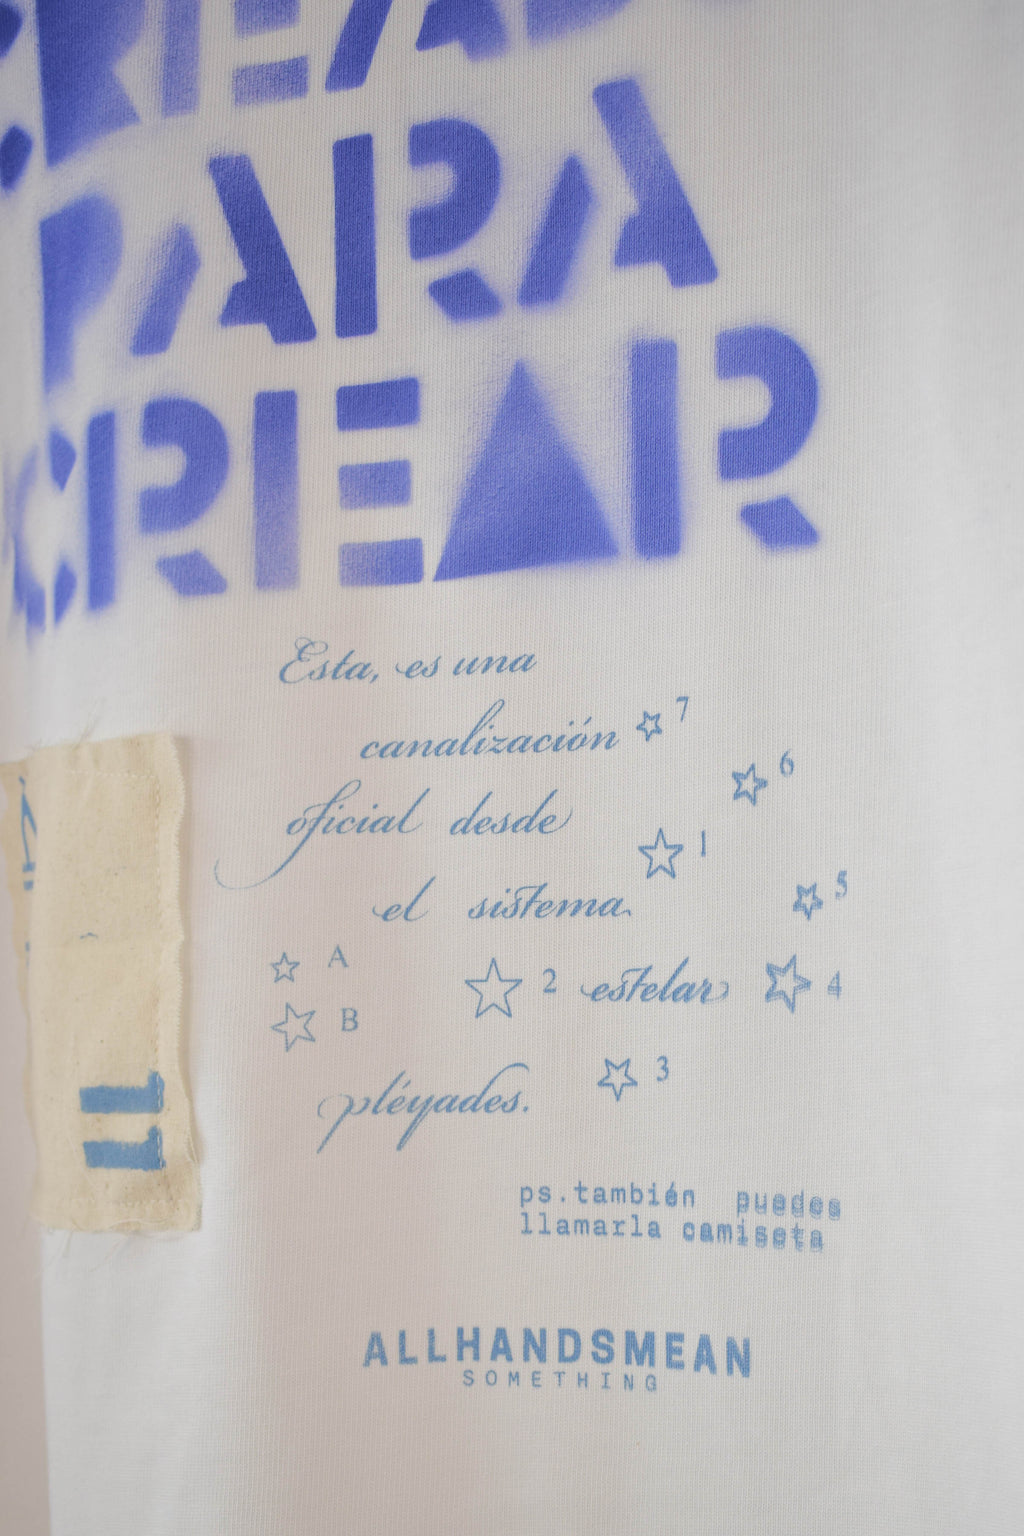 PARA
CREAR
Esta, es una
canalización 7
6
oficial desde
1
el sistema.
5
A
2 estelar 4
B
pléyades. 3
11
ps.también puedes
llamarla camiseta
ALLHANDSMEAN
SOMETHING